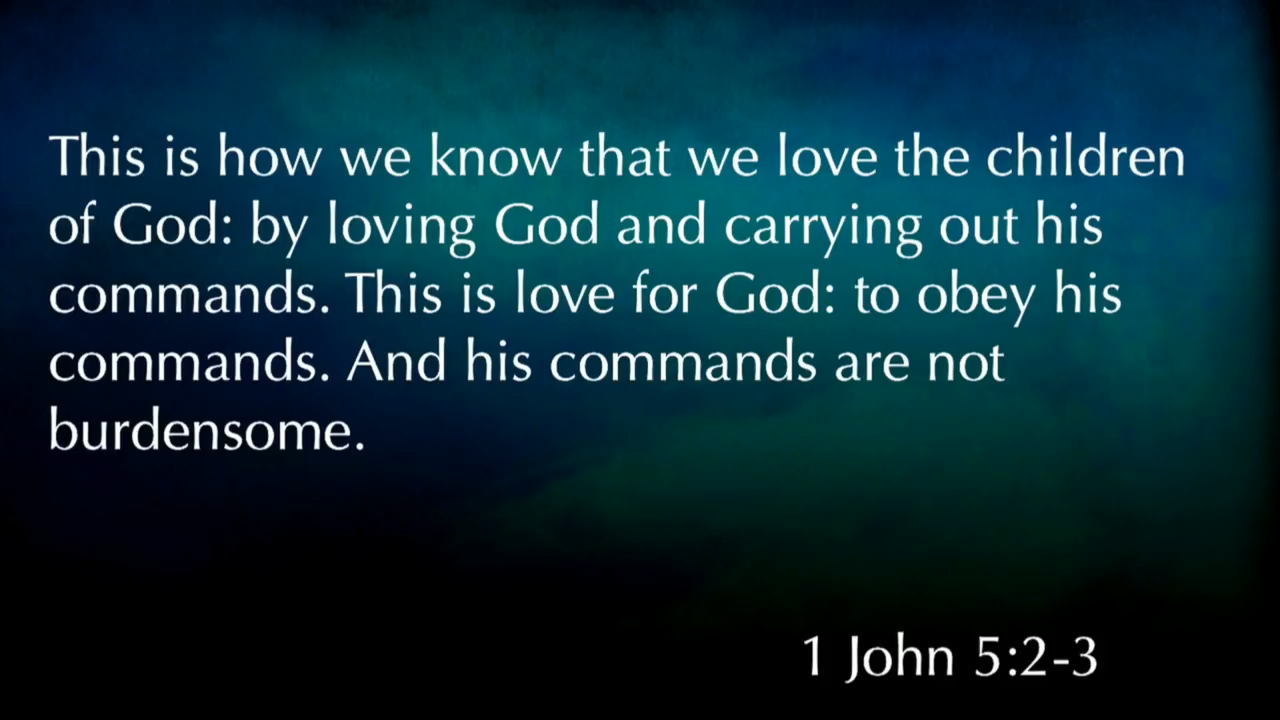 This is how we know that we love the children
of God: by loving God and carrying out his
commands. This is love for God: to obey his
commands. And his commands are not
burdensome.
1 John 5:2-3